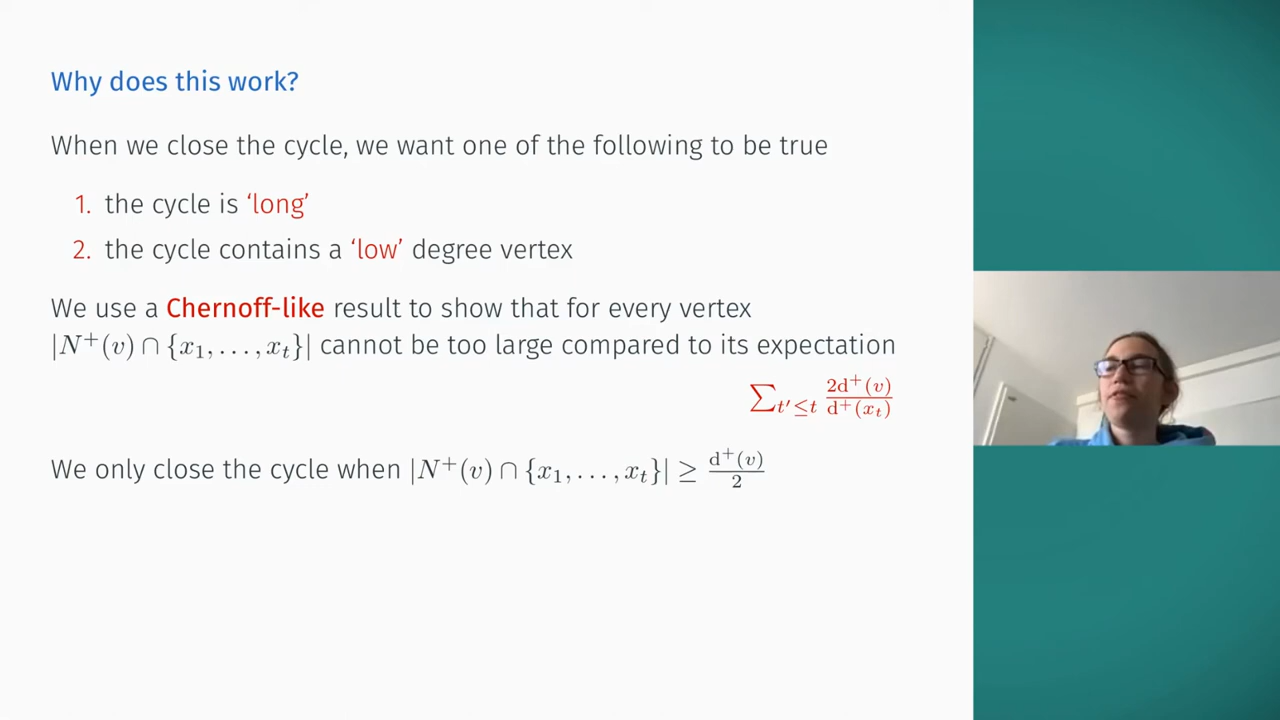 Why does this work?
When we close the cycle, we want one of the following to be true
1. the cycle is ‘long’
2. the cycle contains a ‘low’ degree vertex
We use a Chernoff-like result to show that for every vertex
|N⁺(v) ∩ {x₁, . . . , xₜ}| cannot be too large compared to its expectation
∑_{t′≤t} 2d⁺(v)/d⁺(xₜ)
We only close the cycle when |N⁺(v) ∩ {x₁, . . . , xₜ}| ≥ d⁺(v)/2